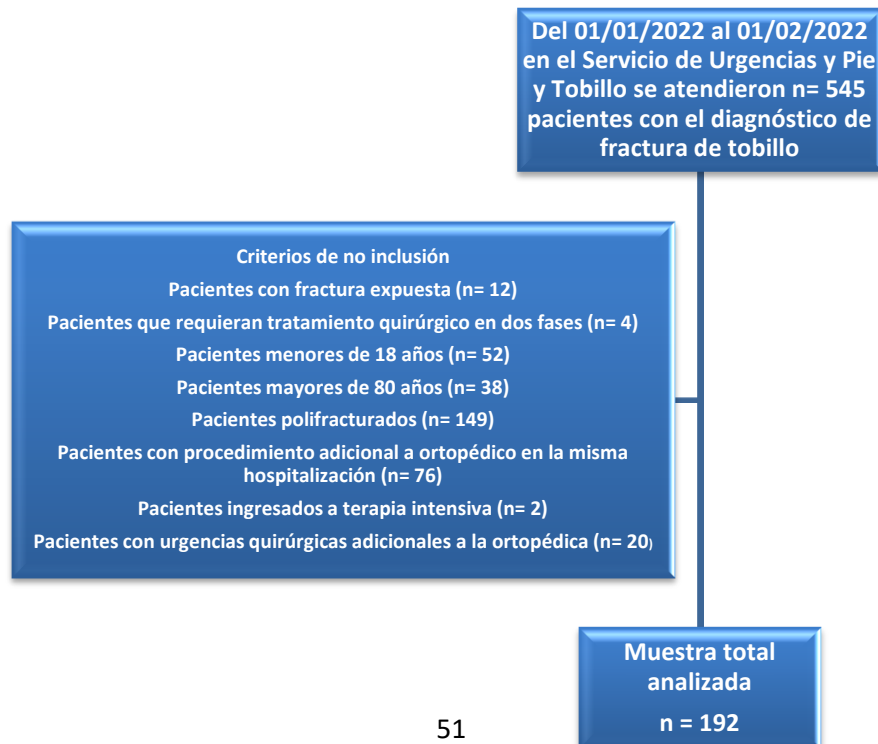 Del 01/01/2022 al 01/02/2022
en el Servicio de Urgencias y Pie
y Tobillo se atendieron n= 545
pacientes con el diagnóstico de
fractura de tobillo
Criterios de no inclusión
Pacientes con fractura expuesta (n= 12)
Pacientes que requieran tratamiento quirúrgico en dos fases (n= 4)
Pacientes menores de 18 años (n= 52)
Pacientes mayores de 80 años (n= 38)
Pacientes polifracturados (n= 149)
Pacientes con procedimiento adicional a ortopédico en la misma
hospitalización (n= 76)
Pacientes ingresados a terapia intensiva (n= 2)
Pacientes con urgencias quirúrgicas adicionales a la ortopédica (n= 20)
Muestra total
analizada
n = 192
51